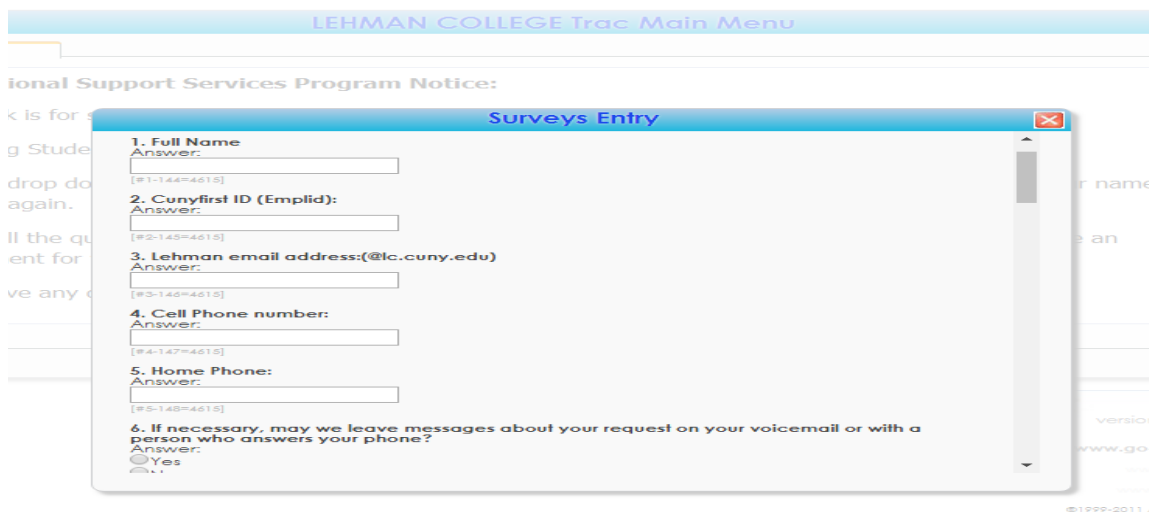 LEHMAN COLLEGE Trac Main Menu
ional Support Services Program Notice:
k is for s
g Stude
drop do
r name
again.
ll the qu
e an
ent for
ve any
Surveys Entry
1. Full Name
Answer:
[#1-144=4615]
2. Cunyfirst ID (Emplid):
Answer:
[#2-145=4615]
3. Lehman email address:(@lc.cuny.edu)
Answer:
[#3-146=4615]
4. Cell Phone number:
Answer:
[#4-147=4615]
5. Home Phone:
Answer:
[#5-148=4615]
6. If necessary, may we leave messages about your request on your voicemail or with a
person who answers your phone?
Answer:
Yes
versio
www.go
©1999-2011